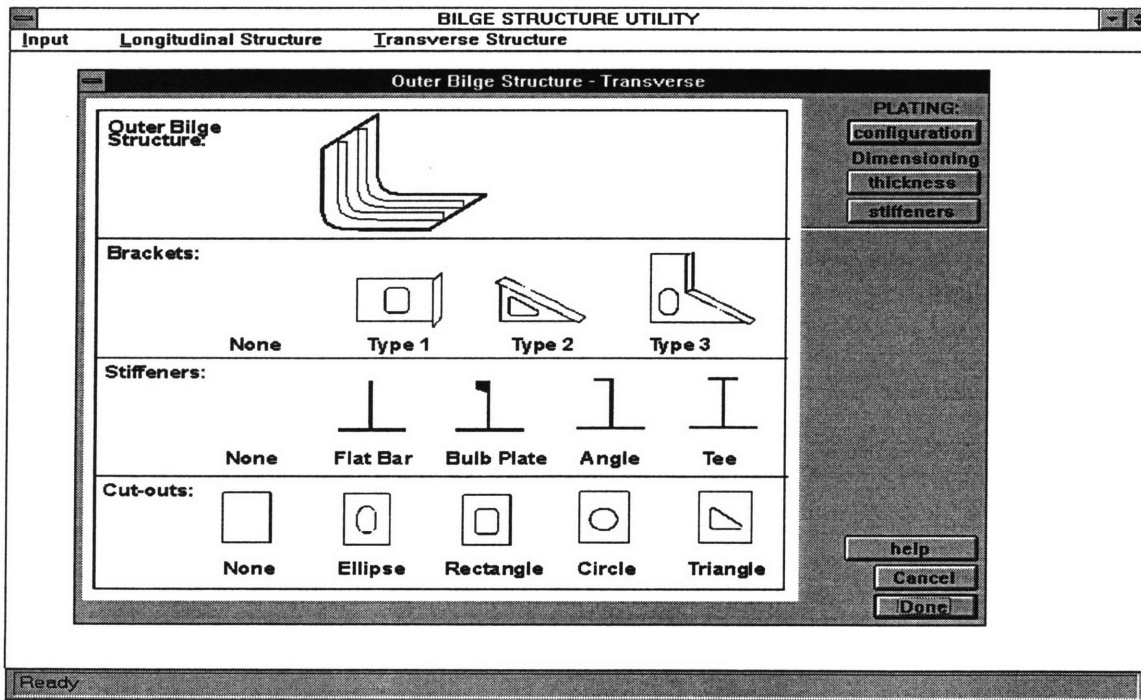 BILGE STRUCTURE UTILITY
Input Longitudinal Structure Transverse Structure
Outer Bilge Structure - Transverse
Outer Bilge
Structure:
Brackets:
None Type 1 Type 2 Type 3
Stiffeners:
None Flat Bar Bulb Plate Angle Tee
Cut-outs:
None Ellipse Rectangle Circle Triangle
PLATING:
configuration
Dimensioning
thickness
stiffeners
help
Cancel
Done
Ready